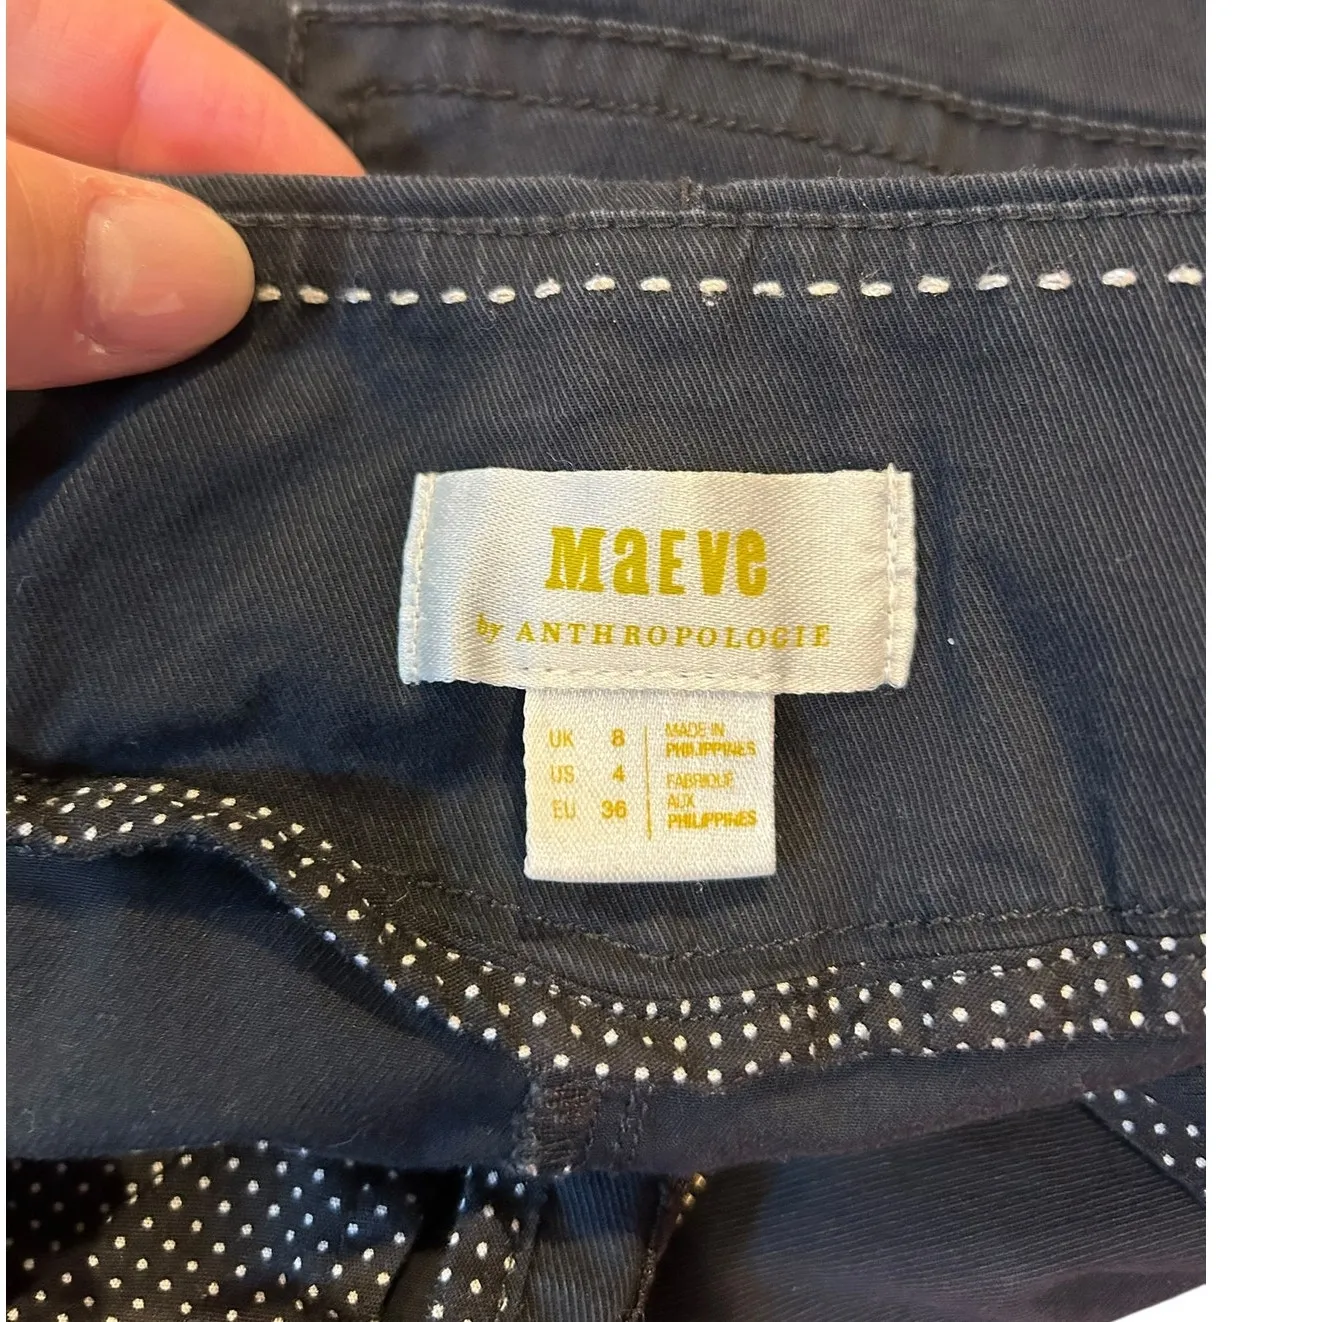 MaEVe
by ANTHROPOLOGIE
UK 8
US 4
EU 36
MADE IN
PHILIPPINES
FABRIQUE
AUX
PHILIPPINES